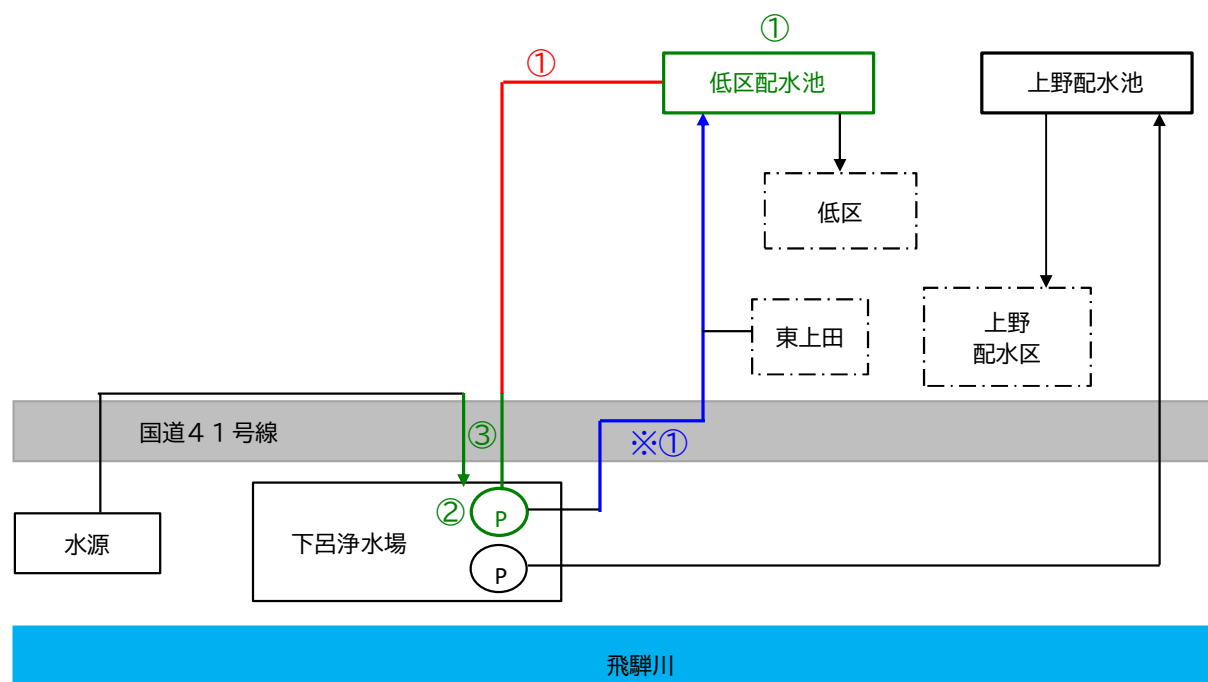 ①
①
低区配水池
上野配水池
低区
東上田
上野
配水区
国道４１号線
③
※①
②
P
水源
下呂浄水場
P
飛騨川